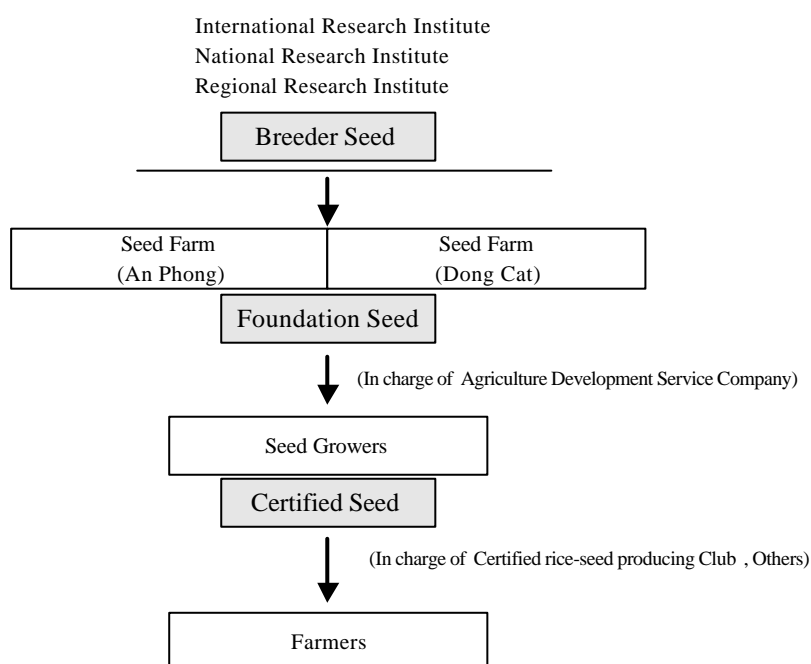 International Research Institute
National Research Institute
Regional Research Institute
Breeder Seed
Seed Farm
(An Phong)
Seed Farm
(Dong Cat)
Foundation Seed
(In charge of Agriculture Development Service Company)
Seed Growers
Certified Seed
(In charge of Certified rice-seed producing Club , Others)
Farmers